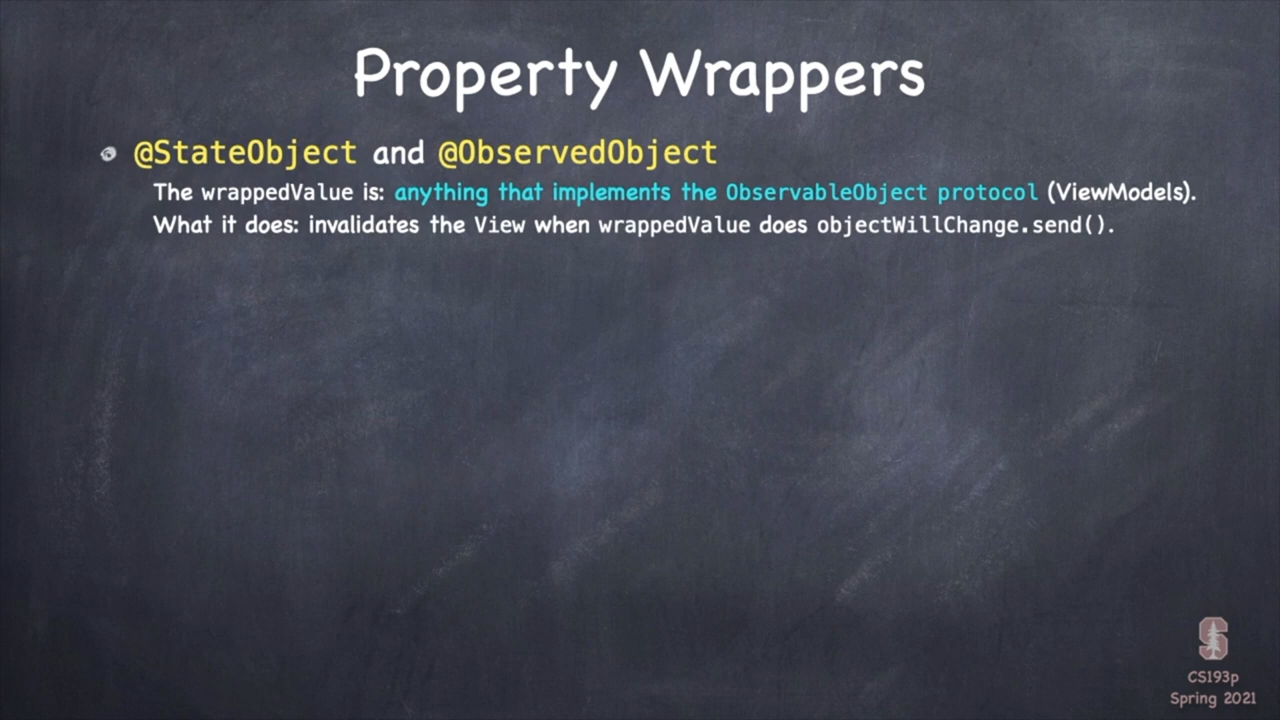 Property Wrappers
@StateObject and @ObservedObject
The wrappedValue is: anything that implements the ObservableObject protocol (ViewModels).
What it does: invalidates the View when wrappedValue does objectWillChange.send().
S
CS193p
Spring 2021